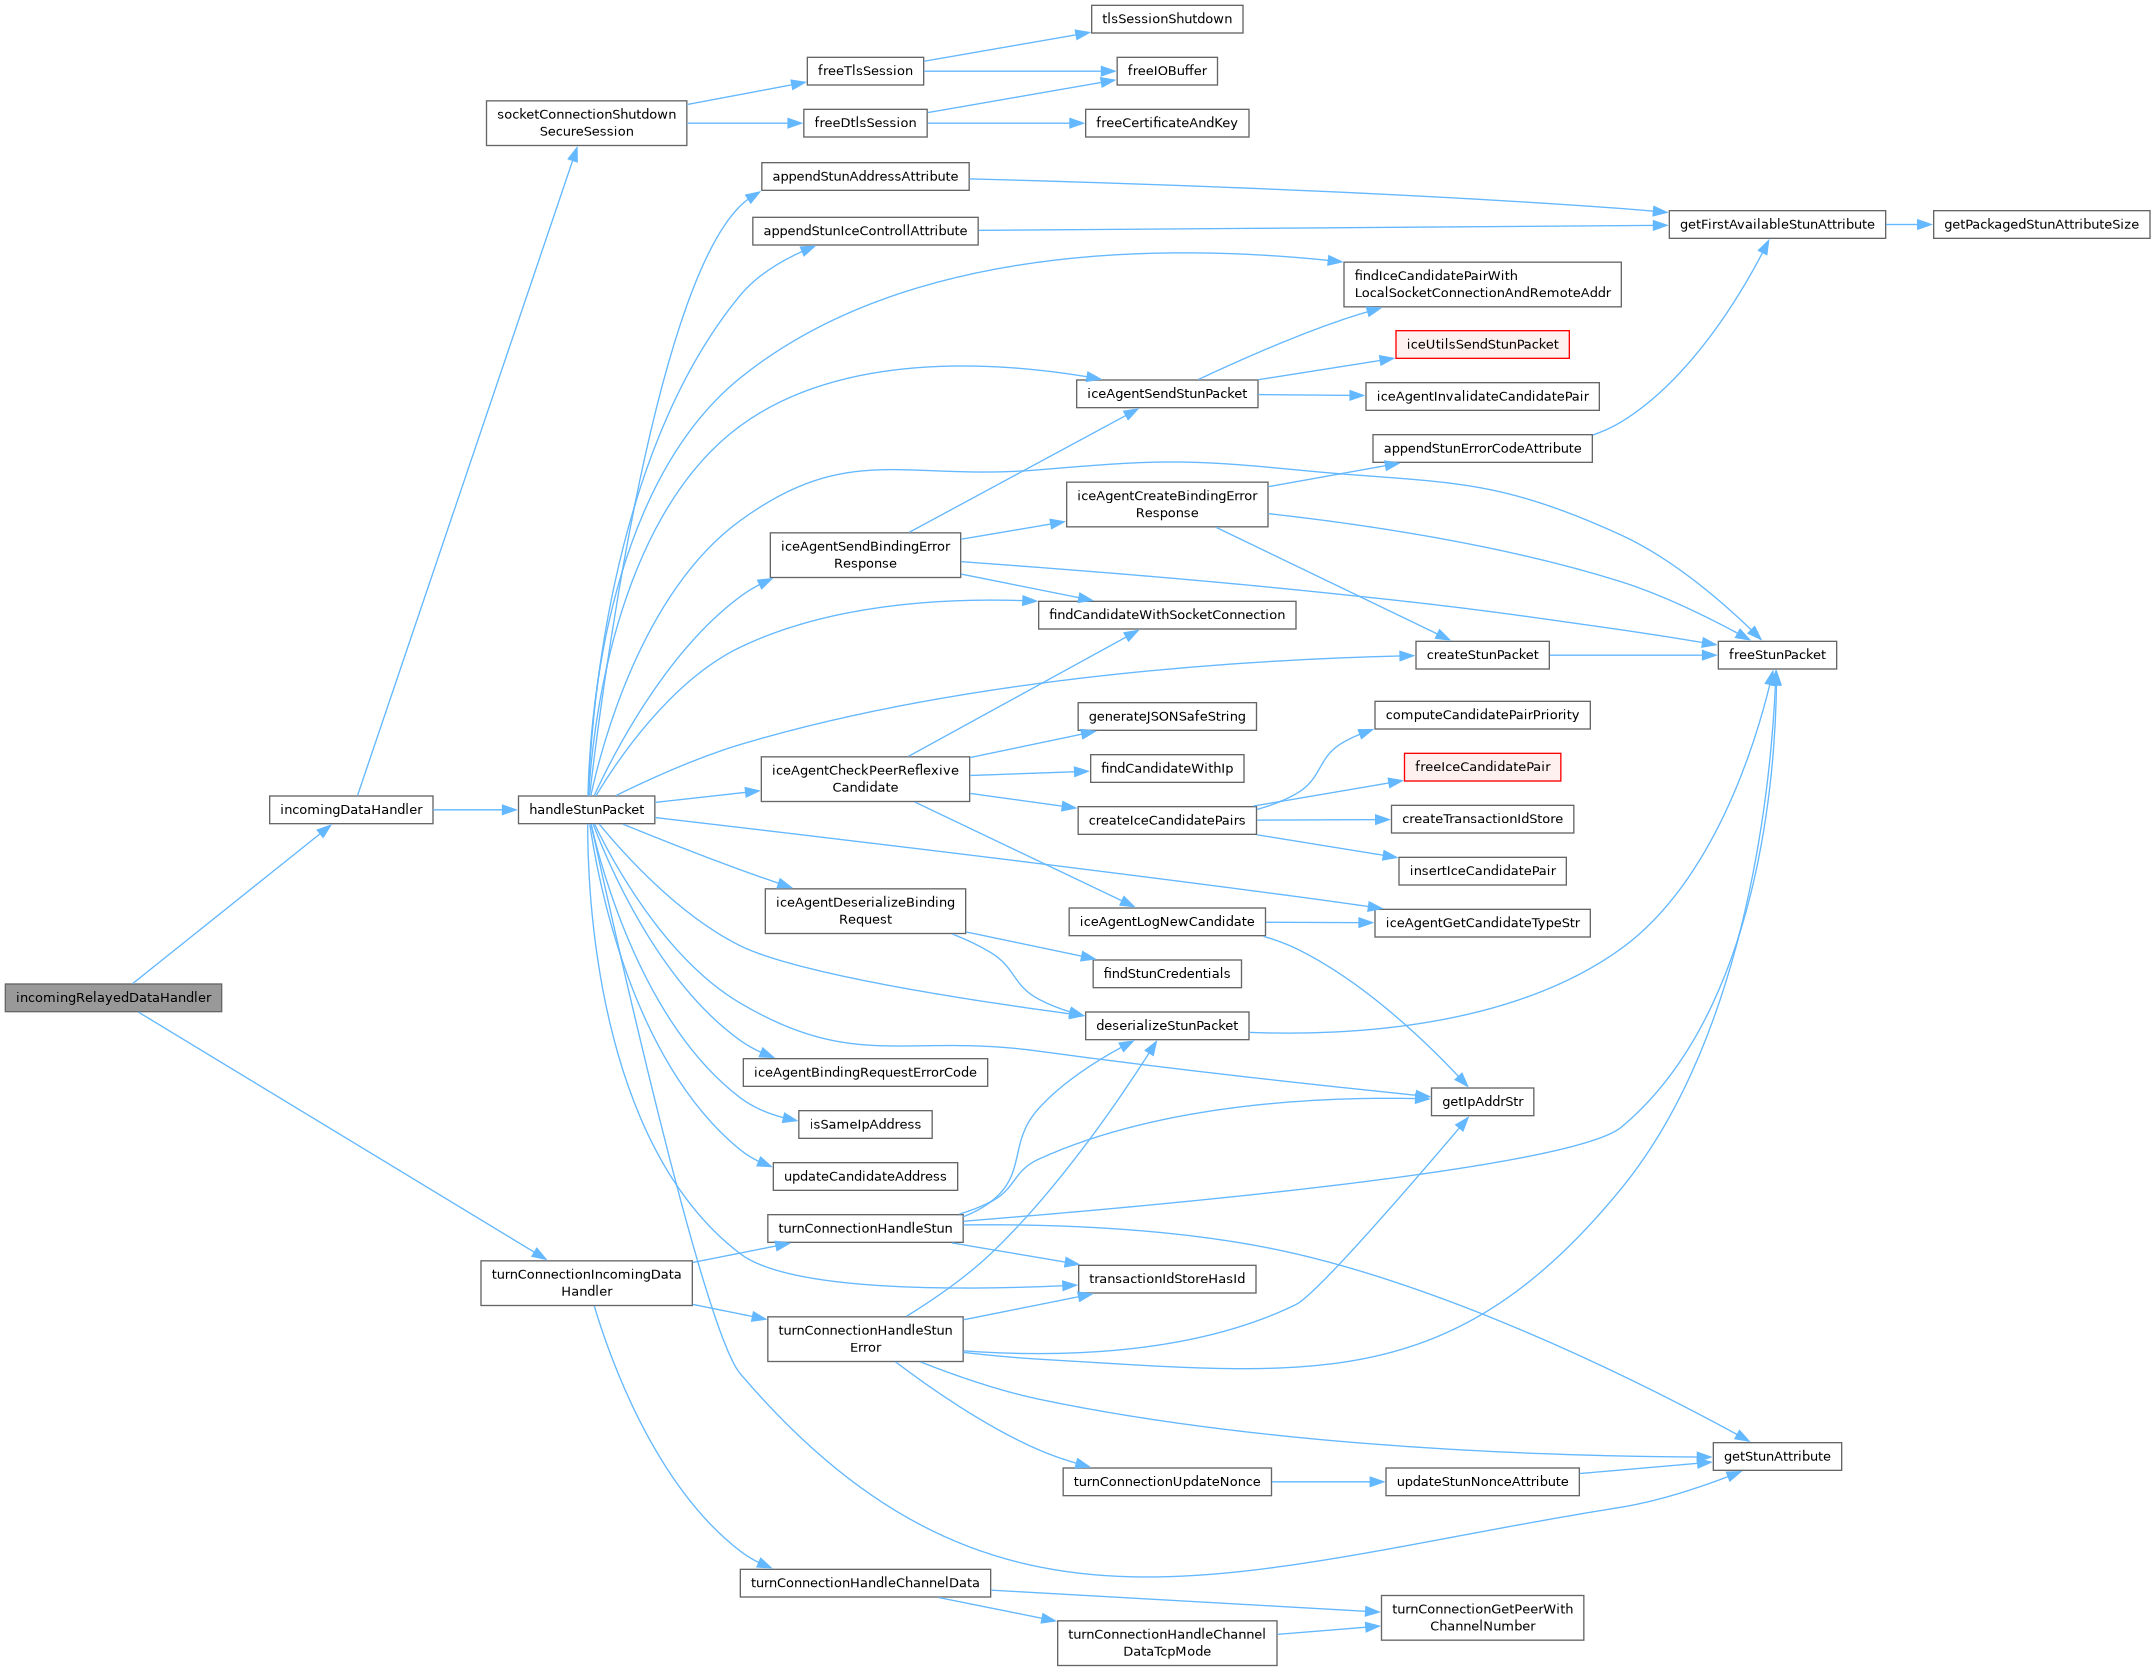 tlsSessionShutdown
freeTlsSession
freeIOBuffer
socketConnectionShutdown
SecureSession
freeDtlsSession
freeCertificateAndKey
appendStunAddressAttribute
appendStunIceControllAttribute
getFirstAvailableStunAttribute
getPackagedStunAttributeSize
findIceCandidatePairWith
LocalSocketConnectionAndRemoteAddr
iceUtilsSendStunPacket
iceAgentSendStunPacket
iceAgentInvalidateCandidatePair
appendStunErrorCodeAttribute
iceAgentCreateBindingError
Response
iceAgentSendBindingError
Response
findCandidateWithSocketConnection
createStunPacket
freeStunPacket
generateJSONSafeString
computeCandidatePairPriority
iceAgentCheckPeerReflexive
Candidate
findCandidateWithIp
freeIceCandidatePair
incomingDataHandler
handleStunPacket
createIceCandidatePairs
createTransactionIdStore
insertIceCandidatePair
iceAgentDeserializeBinding
Request
iceAgentLogNewCandidate
iceAgentGetCandidateTypeStr
findStunCredentials
incomingRelayedDataHandler
deserializeStunPacket
iceAgentBindingRequestErrorCode
getIpAddrStr
isSameIpAddress
updateCandidateAddress
turnConnectionHandleStun
turnConnectionIncomingData
Handler
transactionIdStoreHasId
turnConnectionHandleStun
Error
getStunAttribute
turnConnectionUpdateNonce
updateStunNonceAttribute
turnConnectionHandleChannelData
turnConnectionGetPeerWith
ChannelNumber
turnConnectionHandleChannel
DataTcpMode